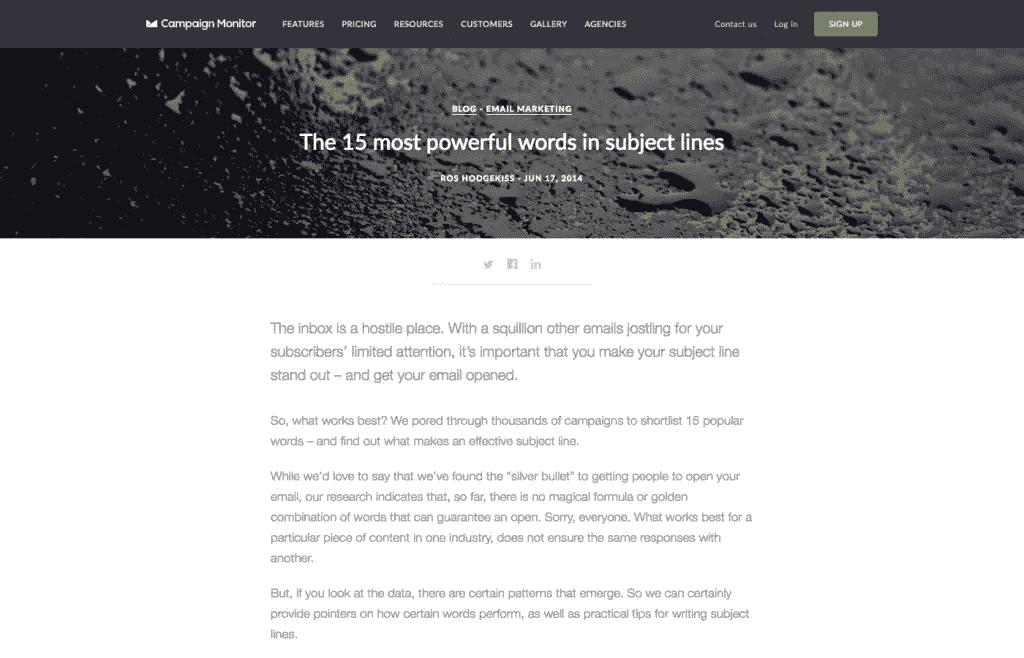 Campaign Monitor FEATURES PRICING RESOURCES CUSTOMERS GALLERY AGENCIES Contact us Log In SIGN UP
BLOG - EMAIL MARKETING
The 15 most powerful words in subject lines
ROS HODGEKISS - JUN 17, 2014
The inbox is a hostile place. With a squillion other emails jostling for your
subscribers' limited attention, it's important that you make your subject line
stand out – and get your email opened.
So, what works best? We pored through thousands of campaigns to shortlist 15 popular
words – and find out what makes an effective subject line.
While we'd love to say that we've found the "silver bullet" to getting people to open your
email, our research indicates that, so far, there is no magical formula or golden
combination of words that can guarantee an open. Sorry, everyone. What works best for a
particular piece of content in one industry, does not ensure the same responses with
another.
But, if you look at the data, there are certain patterns that emerge. So we can certainly
provide pointers on how certain words perform, as well as practical tips for writing subject
lines.